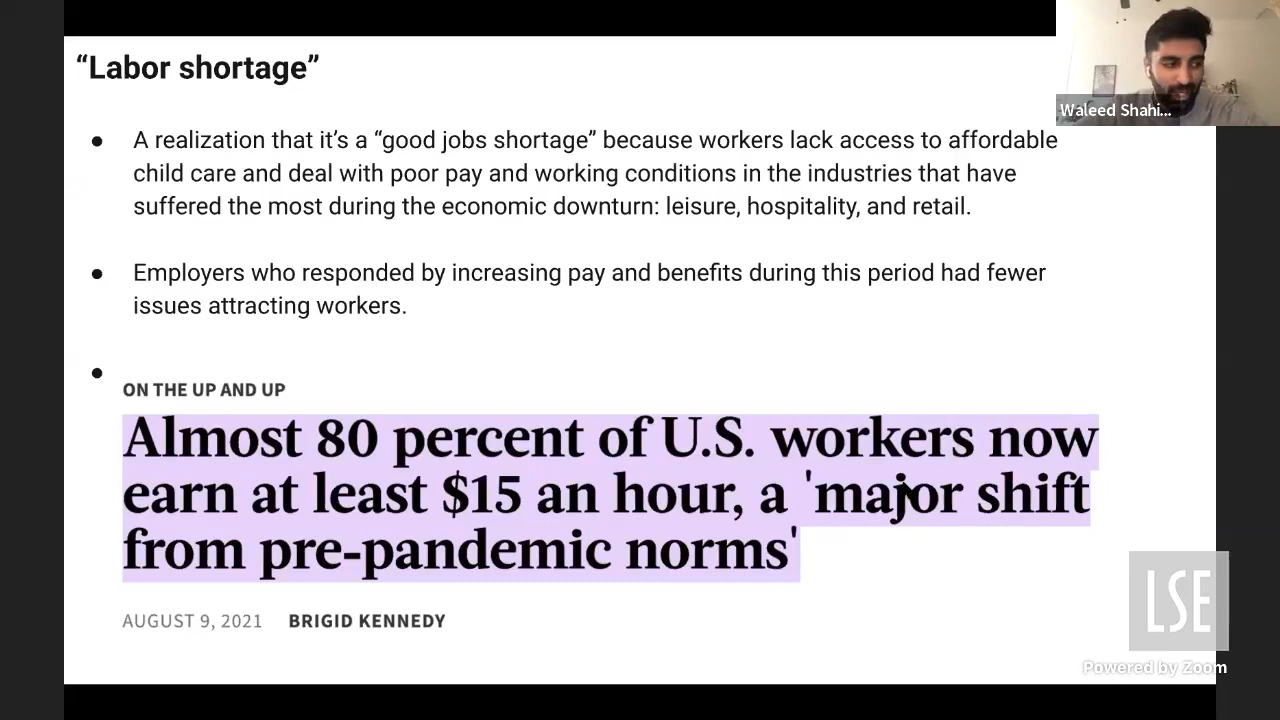 “Labor shortage”
Waleed Shahi...
● A realization that it’s a “good jobs shortage” because workers lack access to affordable
child care and deal with poor pay and working conditions in the industries that have
suffered the most during the economic downturn: leisure, hospitality, and retail.
● Employers who responded by increasing pay and benefits during this period had fewer
issues attracting workers.
●
ON THE UP AND UP
Almost 80 percent of U.S. workers now
earn at least $15 an hour, a 'major shift
from pre-pandemic norms'
AUGUST 9, 2021 BRIGID KENNEDY
LSE
Powered by Zoom